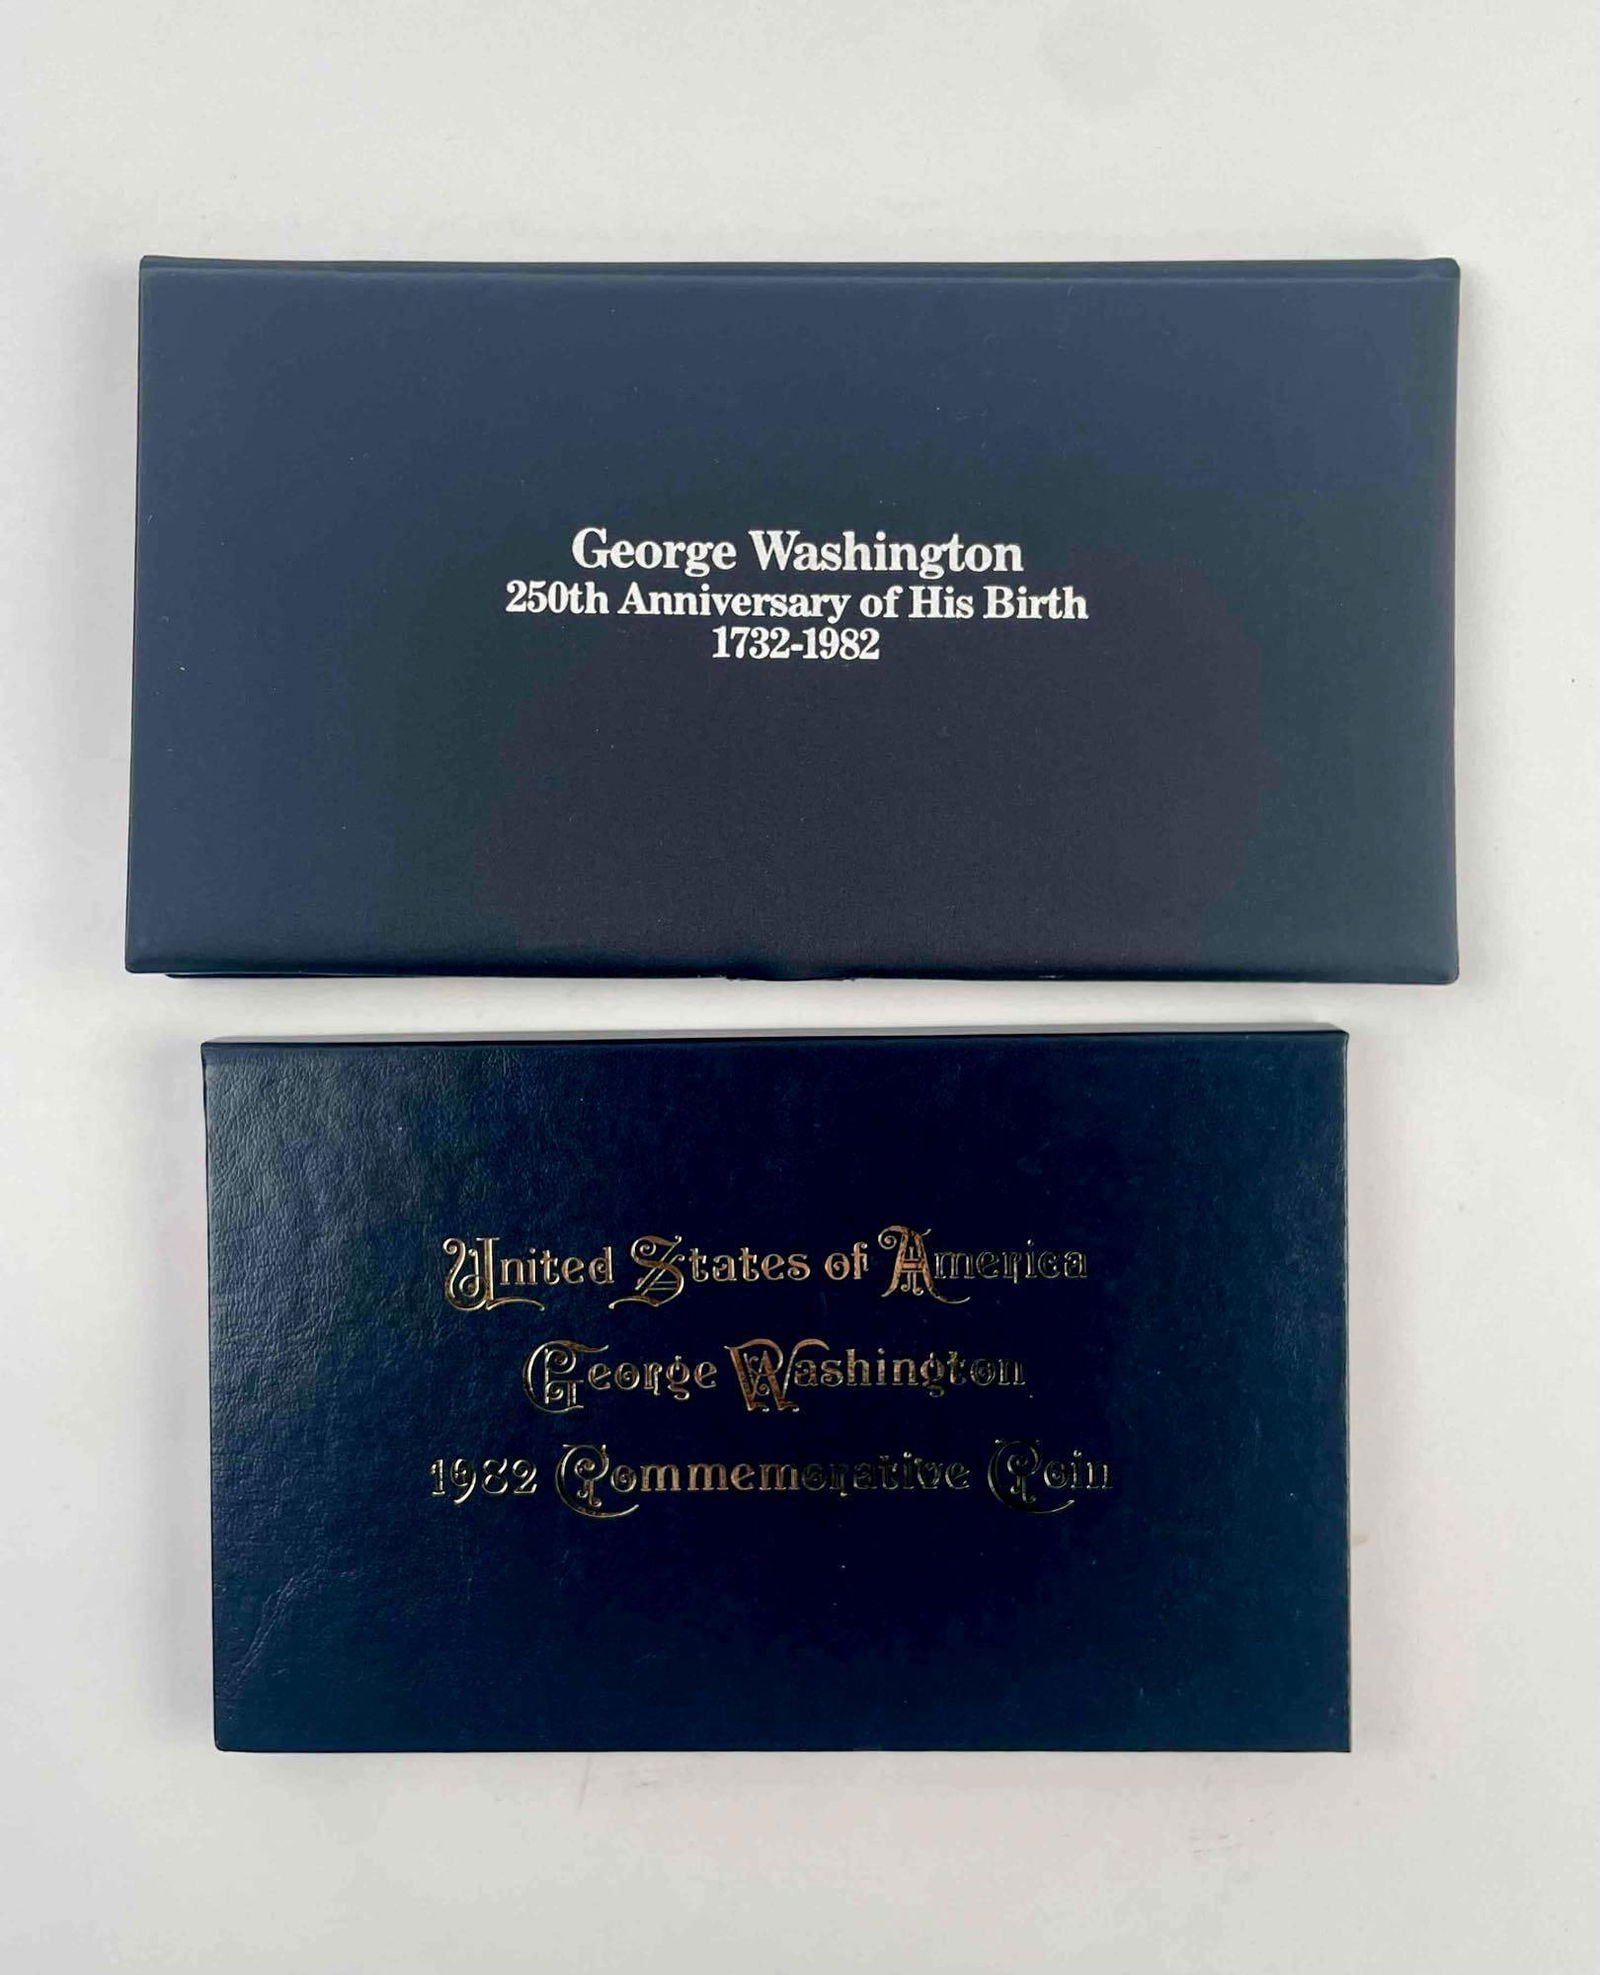 George Washington
250th Anniversary of His Birth
1732-1982
United States of America
George Washington
1982 Commemorative Coin